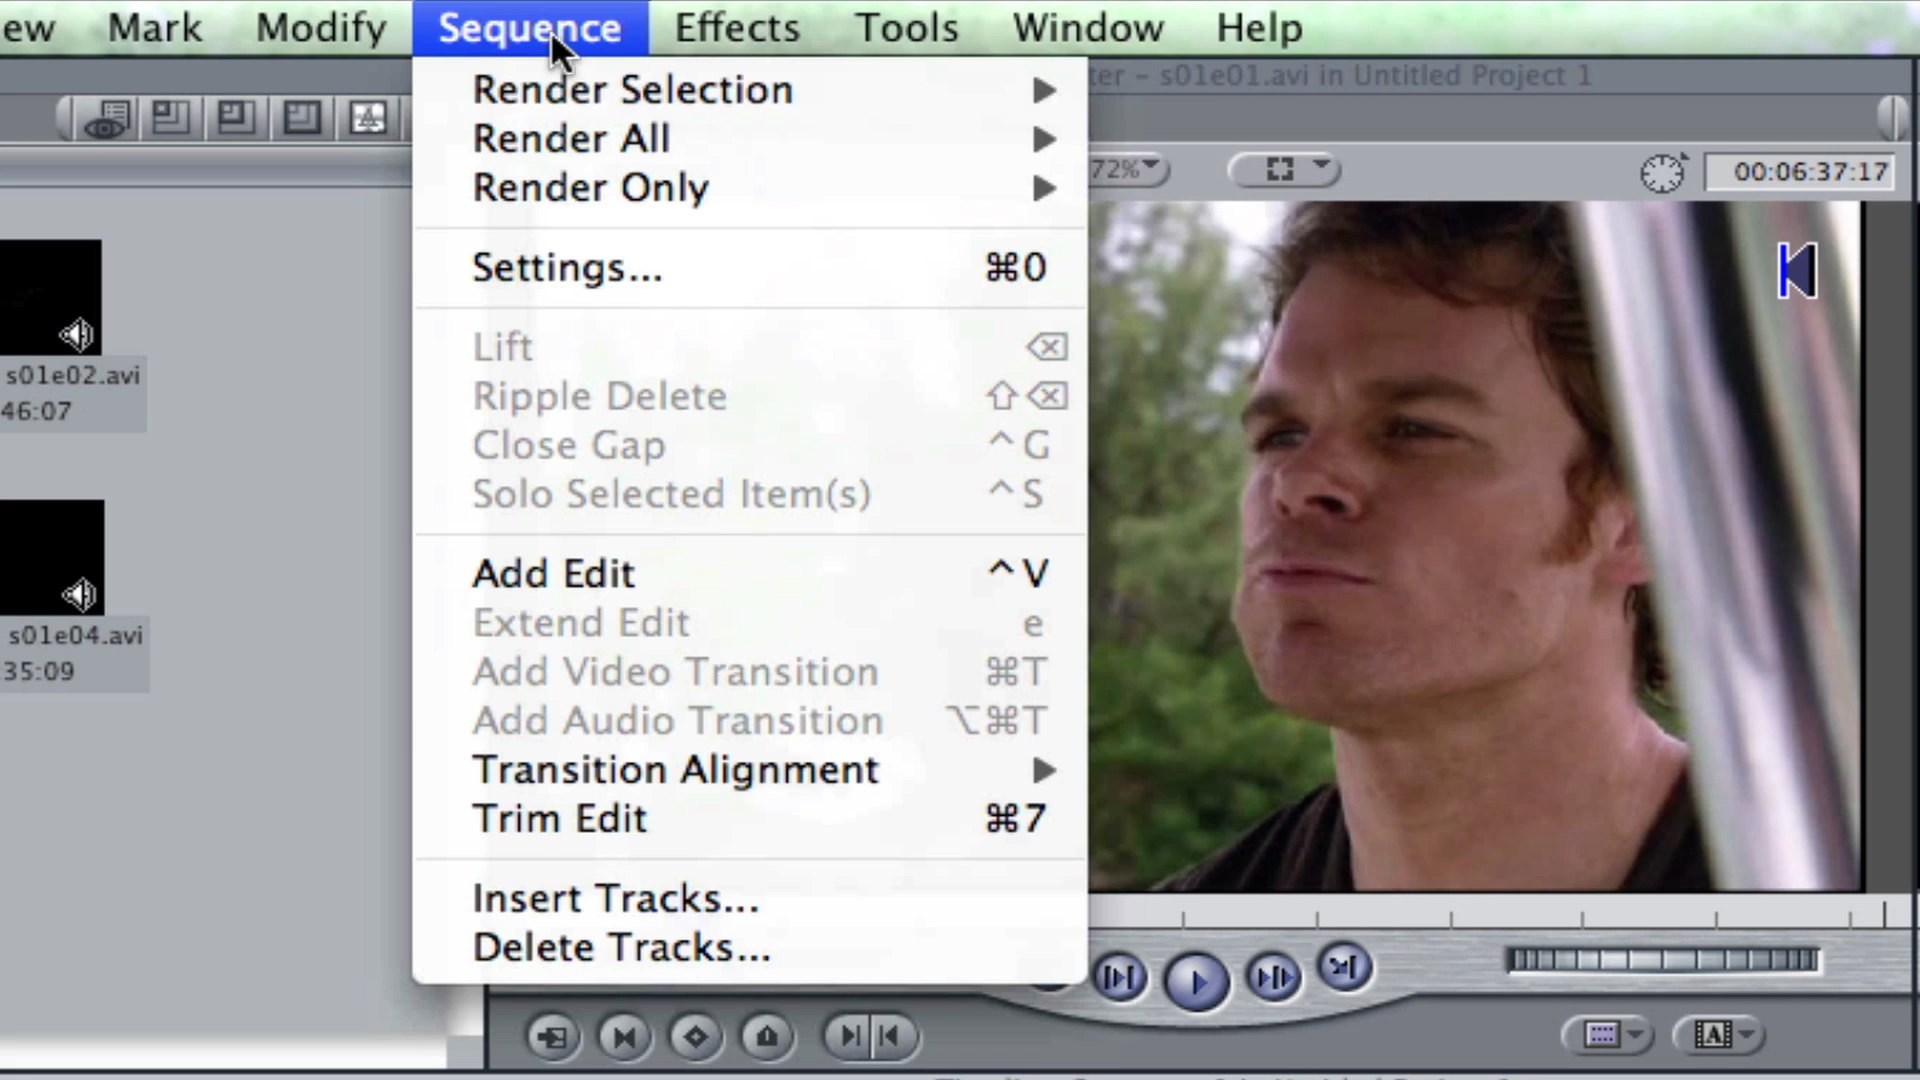 ew Mark Modify Sequence Effects Tools Window Help
ter – s01e01.avi in Untitled Project 1
Render Selection
Render All
72%
00:06:37:17
Render Only
Settings... ⌘0
Lift ⌫
s01e02.avi
Ripple Delete ⇧⌫
46:07
Close Gap ^G
Solo Selected Item(s) ^S
Add Edit ^V
Extend Edit e
s01e04.avi
Add Video Transition ⌘T
35:09
Add Audio Transition ⌥⌘T
Transition Alignment
Trim Edit ⌘7
Insert Tracks...
Delete Tracks...
A